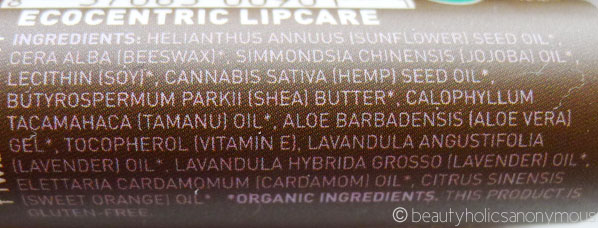 ECOCENTRIC LIPCARE
INGREDIENTS: HELIANTHUS ANNUUS (SUNFLOWER) SEED OIL*,
CERA ALBA (BEESWAX)*, SIMMONDSIA CHINENSIS (JOJOBA) OIL*,
LECITHIN (SOY)*, CANNABIS SATIVA (HEMP) SEED OIL*,
BUTYROSPERMUM PARKII (SHEA) BUTTER*, CALOPHYLLUM
TACAMAHACA (TAMANU) OIL*, ALOE BARBADENSIS (ALOE VERA)
GEL*, TOCOPHEROL (VITAMIN E), LAVANDULA ANGUSTIFOLIA
(LAVENDER) OIL*, LAVANDULA HYBRIDA GROSSO (LAVENDER) OIL*,
ELETTARIA CARDAMOMUM (CARDAMOM) OIL*, CITRUS SINENSIS
(SWEET ORANGE) OIL* *ORGANIC INGREDIENTS. THIS PRODUCT IS
GLUTEN-FREE.
© beautyholicsanonymous